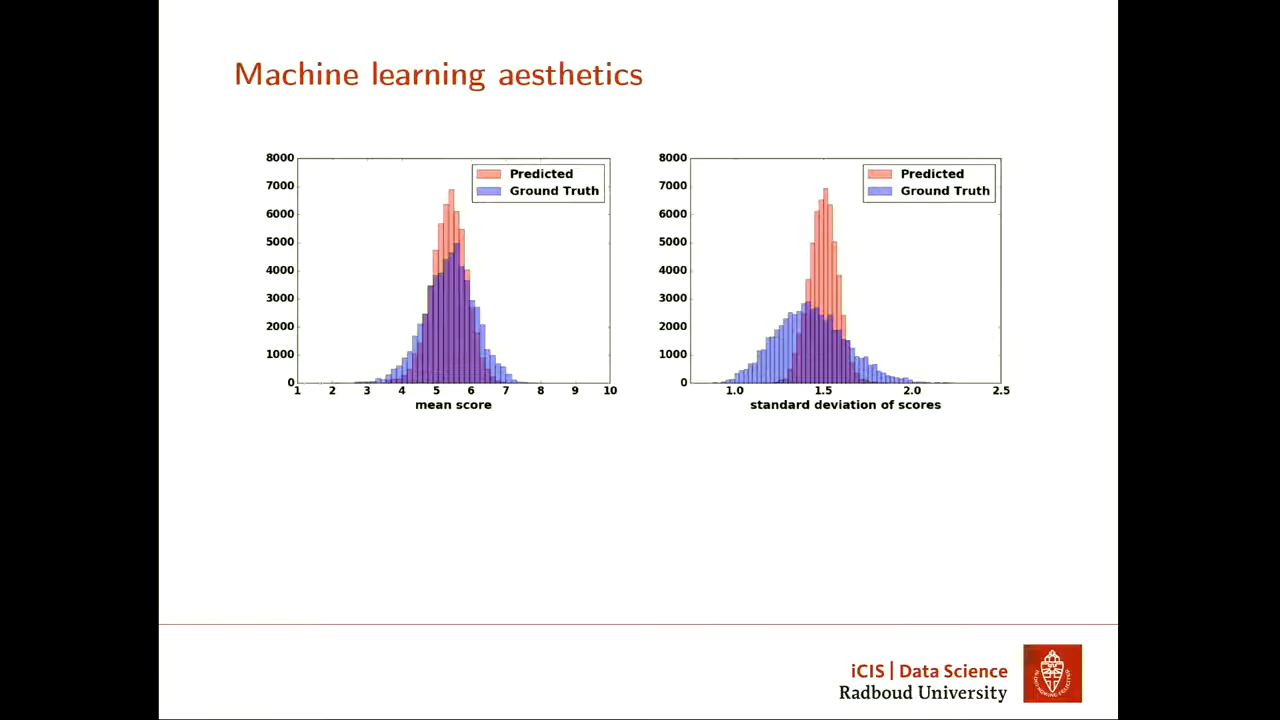 Machine learning aesthetics
8000
7000
6000
5000
4000
3000
2000
1000
0
Predicted
Ground Truth
1 2 3 4 5 6 7 8 9 10
mean score
8000
7000
6000
5000
4000
3000
2000
1000
0
Predicted
Ground Truth
1.0 1.5 2.0 2.5
standard deviation of scores
iCIS | Data Science
Radboud University